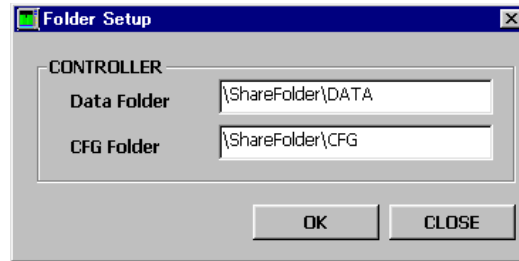 Folder Setup
CONTROLLER
Data Folder \ShareFolder\DATA
CFG Folder \ShareFolder\CFG
OK CLOSE